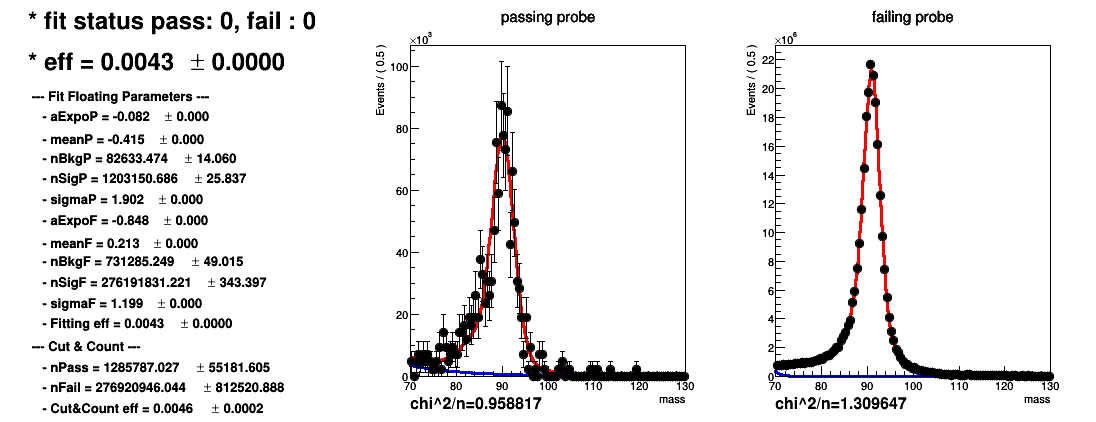 * fit status pass: 0, fail : 0
* eff = 0.0043 ± 0.0000
--- Fit Floating Parameters ---
- aExpoP = -0.082 ± 0.000
- meanP = -0.415 ± 0.000
- nBkgP = 82633.474 ± 14.060
- nSigP = 1203150.686 ± 25.837
- sigmaP = 1.902 ± 0.000
- aExpoF = -0.848 ± 0.000
- meanF = 0.213 ± 0.000
- nBkgF = 731285.249 ± 49.015
- nSigF = 276191831.221 ± 343.397
- sigmaF = 1.199 ± 0.000
- Fitting eff = 0.0043 ± 0.0000
--- Cut & Count ---
- nPass = 1285787.027 ± 55181.605
- nFail = 276920946.044 ± 812520.888
- Cut&Count eff = 0.0046 ± 0.0002
passing probe
×10³
Events / ( 0.5 )
100
80
60
40
20
0
70 80 90 100 110 120 130
mass
chi^2/n=0.958817
failing probe
×10⁶
Events / ( 0.5 )
22
20
18
16
14
12
10
8
6
4
2
0
70 80 90 100 110 120 130
mass
chi^2/n=1.309647